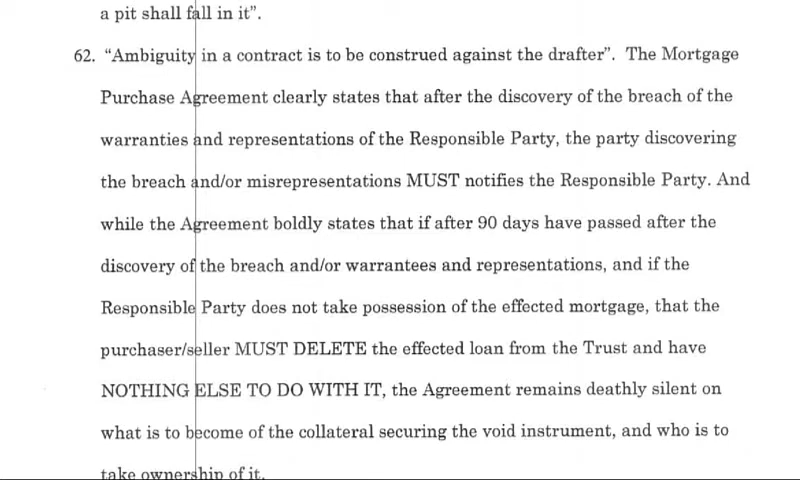 a pit shall fall in it”.
62. “Ambiguity in a contract is to be construed against the drafter”. The Mortgage
Purchase Agreement clearly states that after the discovery of the breach of the
warranties and representations of the Responsible Party, the party discovering
the breach and/or misrepresentations MUST notifies the Responsible Party. And
while the Agreement boldly states that if after 90 days have passed after the
discovery of the breach and/or warrantees and representations, and if the
Responsible Party does not take possession of the effected mortgage, that the
purchaser/seller MUST DELETE the effected loan from the Trust and have
NOTHING ELSE TO DO WITH IT, the Agreement remains deathly silent on
what is to become of the collateral securing the void instrument, and who is to
take ownership of it.